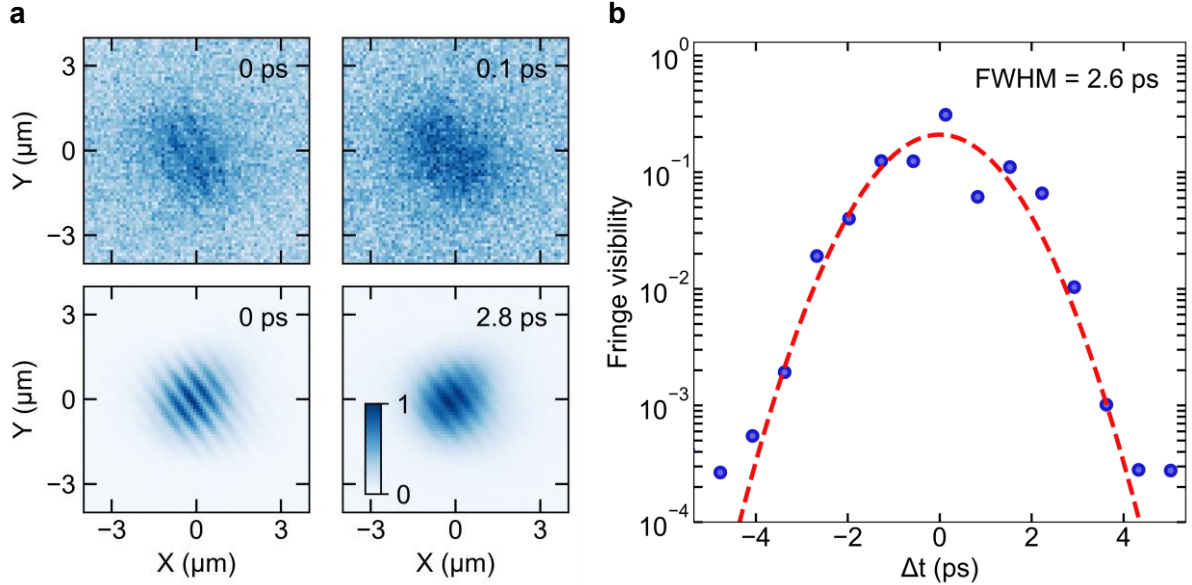 a
0 ps
0.1 ps
3
0
−3
Y (μm)
0 ps
2.8 ps
3
0
−3
Y (μm)
1
0
−3
0
3
−3
0
3
X (μm)
X (μm)
b
FWHM = 2.6 ps
10⁰
10⁻¹
10⁻²
10⁻³
10⁻⁴
Fringe visibility
−4
−2
0
2
4
Δt (ps)